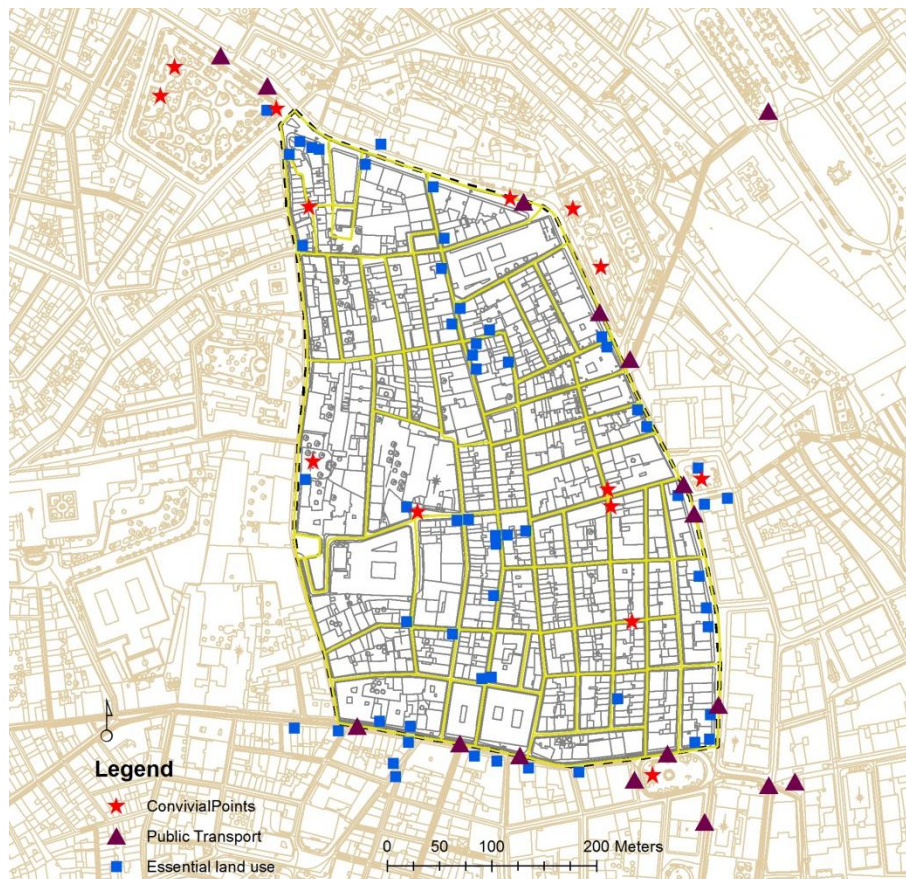 Legend
ConvivialPoints
Public Transport
Essential land use
0 50 100 200 Meters